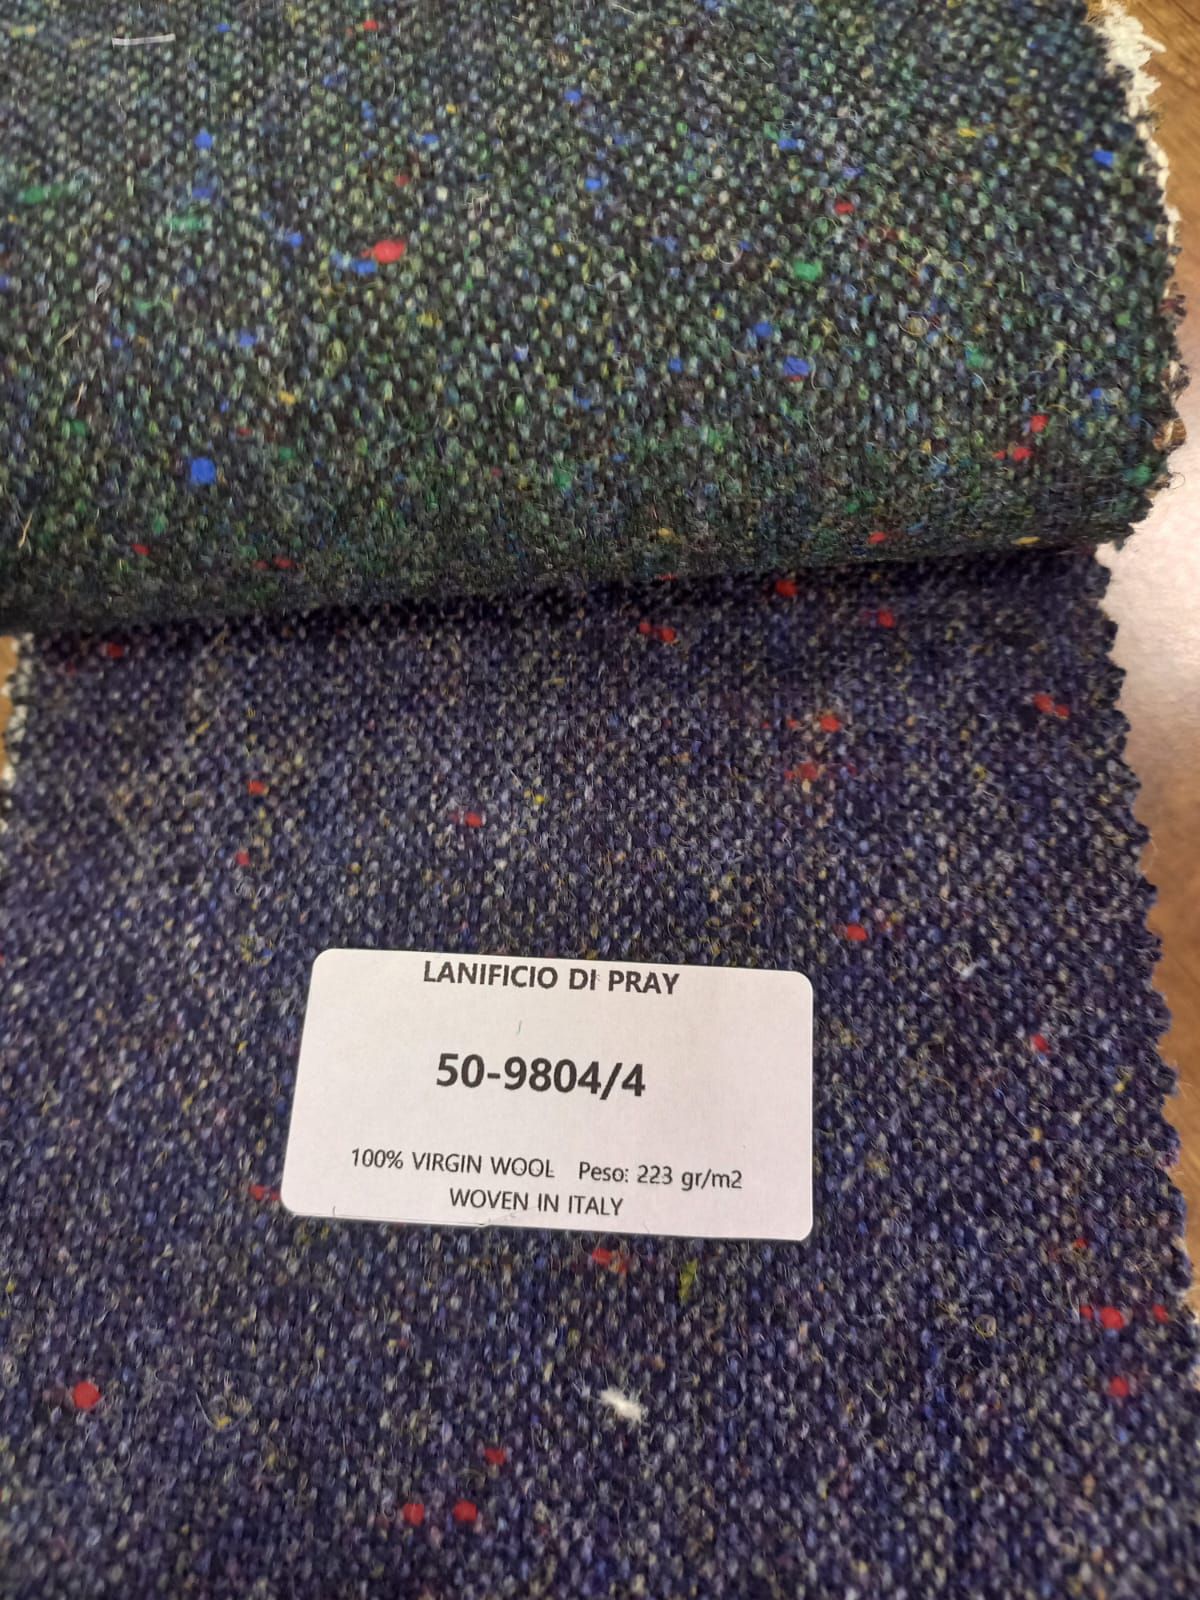 LANIFICIO DI PRAY
50-9804/4
100% VIRGIN WOOL Peso: 223 gr/m2
WOVEN IN ITALY